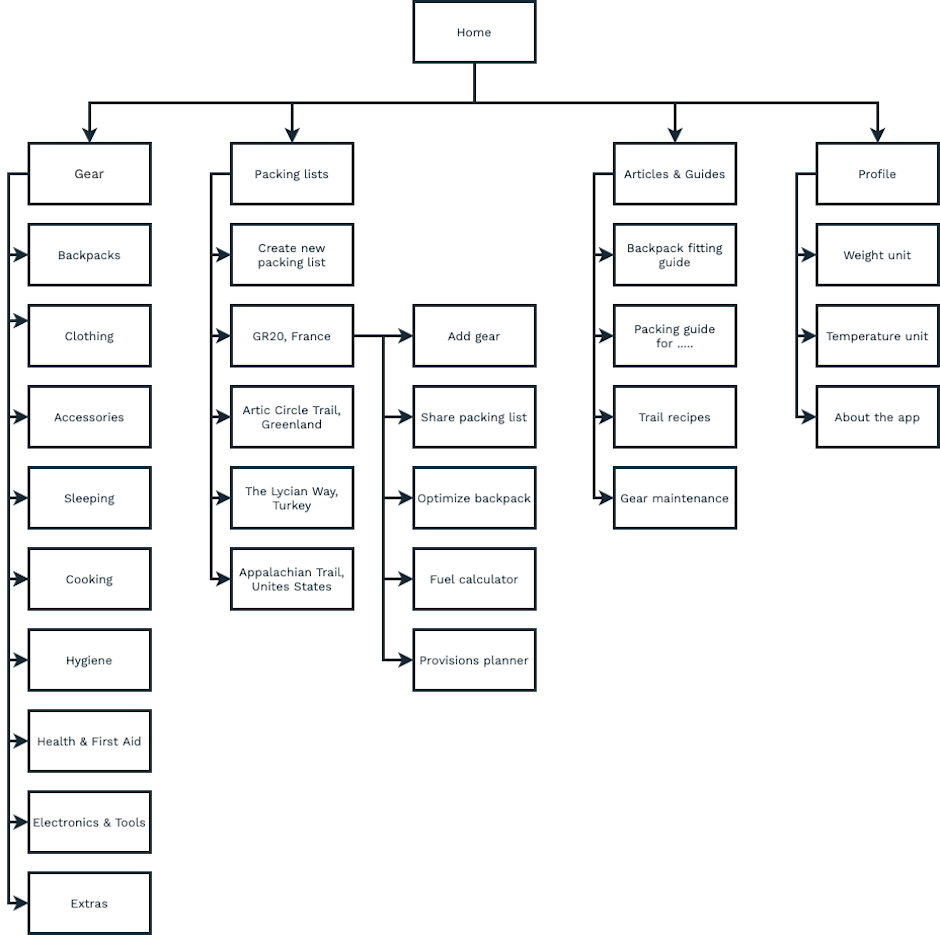 Home
Gear
Backpacks
Clothing
Accessories
Sleeping
Cooking
Hygiene
Health & First Aid
Electronics & Tools
Extras
Packing lists
Create new
packing list
GR20, France
Artic Circle Trail,
Greenland
The Lycian Way,
Turkey
Appalachian Trail,
Unites States
Add gear
Share packing list
Optimize backpack
Fuel calculator
Provisions planner
Articles & Guides
Backpack fitting
guide
Packing guide
for .....
Trail recipes
Gear maintenance
Profile
Weight unit
Temperature unit
About the app